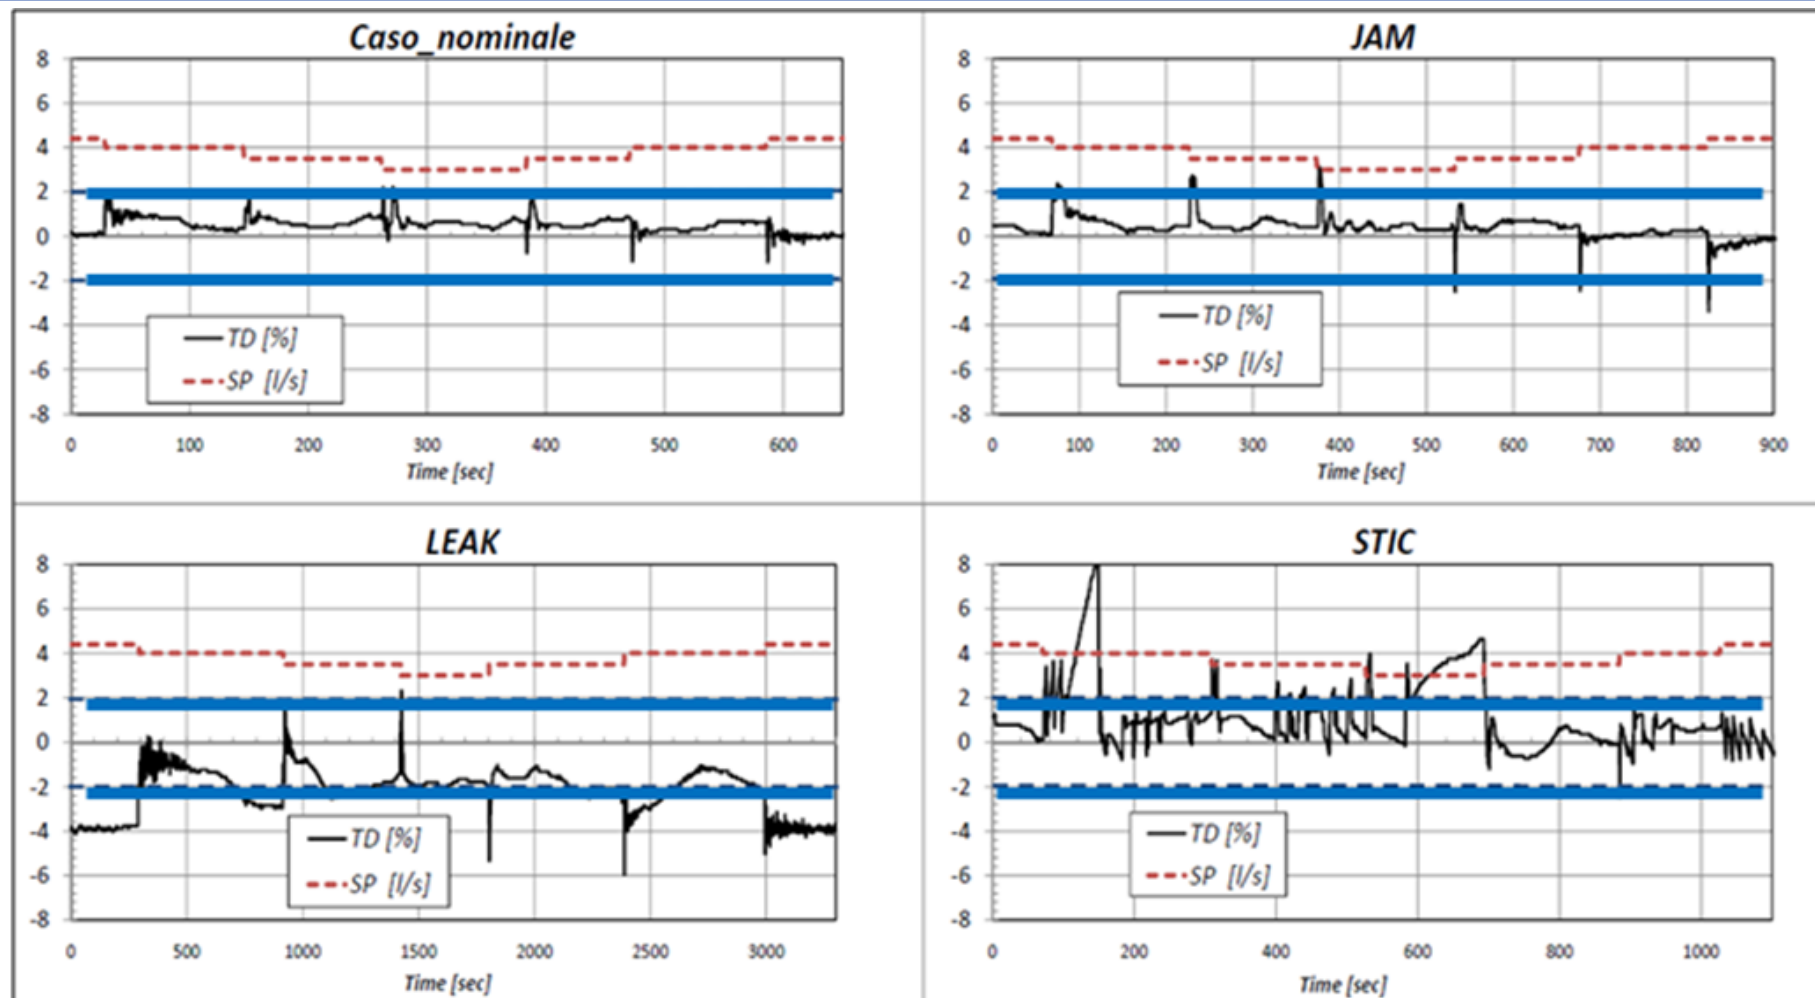 Caso_nominale
8
6
4
2
0
-2
-4
-6
-8
TD [%]
SP [l/s]
0 100 200 300 400 500 600
Time [sec]
JAM
8
6
4
2
0
-2
-4
-6
-8
TD [%]
SP [l/s]
0 100 200 300 400 500 600 700 800 900
Time [sec]
LEAK
8
6
4
2
0
-2
-4
-6
-8
TD [%]
SP [l/s]
0 500 1000 1500 2000 2500 3000
Time [sec]
STIC
8
6
4
2
0
-2
-4
-6
-8
TD [%]
SP [l/s]
0 200 400 600 800 1000
Time [sec]